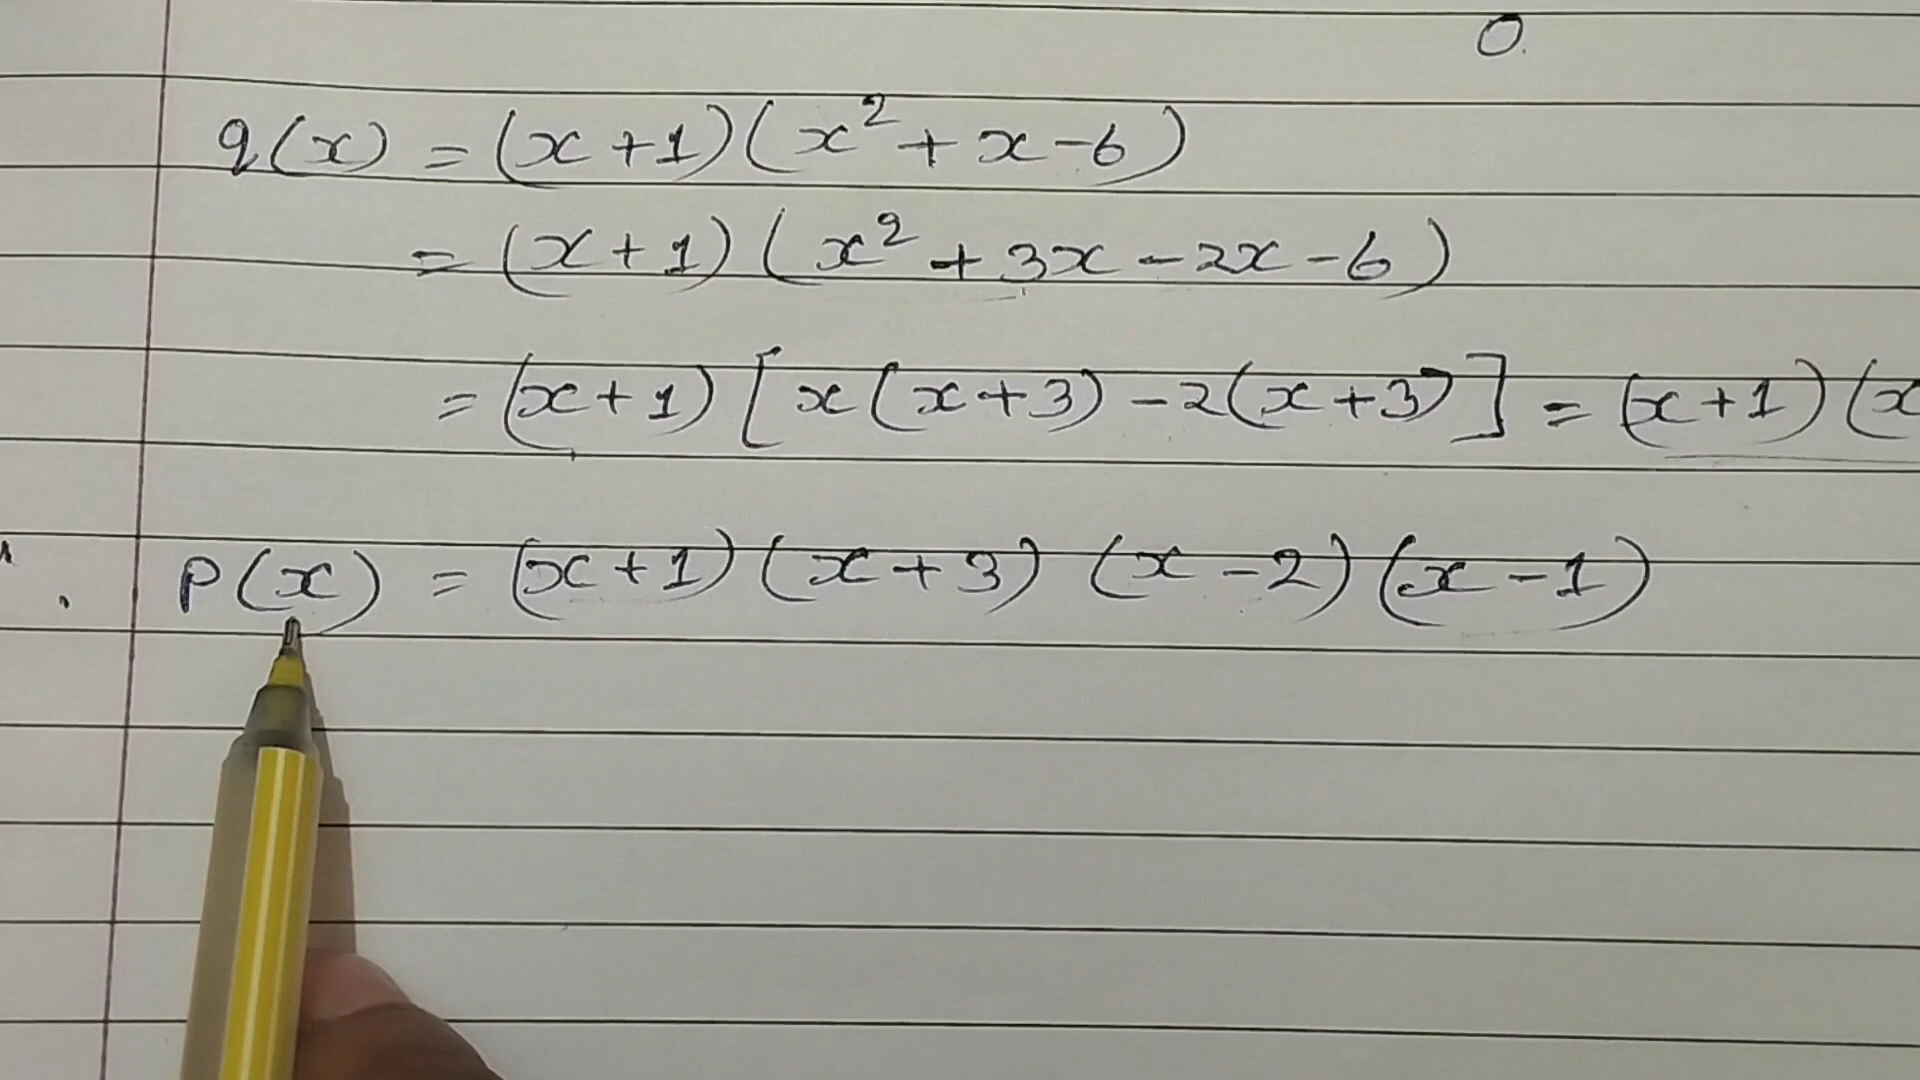 0
q(x) = (x+1)(x² + x - 6)
= (x+1)(x² + 3x - 2x - 6)
= (x+1)[x(x+3) - 2(x+3)] = (x+1)(x
P(x) = (x+1)(x+3)(x-2)(x-1)